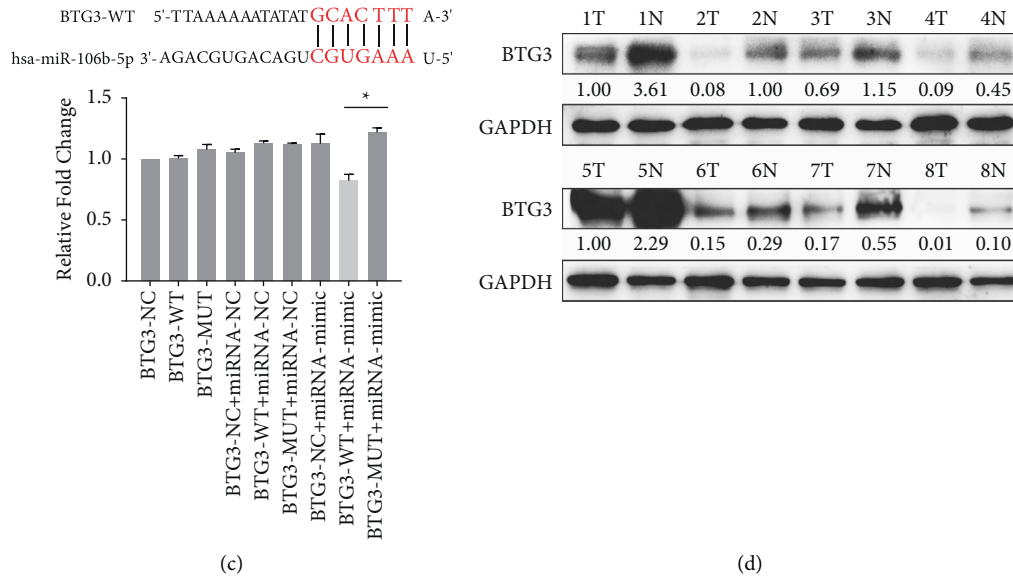 BTG3-WT 5'-TTAAAAAATATATGCACTTT A-3'
hsa-miR-106b-5p 3'-AGACGUGACAGUCGUGAAA U-5'
Relative Fold Change
1.5
1.0
0.5
0.0
*
BTG3-NC
BTG3-WT
BTG3-MUT
BTG3-NC+miRNA-NC
BTG3-WT+miRNA-NC
BTG3-MUT+miRNA-NC
BTG3-NC+miRNA-mimic
BTG3-WT+miRNA-mimic
BTG3-MUT+miRNA-mimic
(c)
1T 1N 2T 2N 3T 3N 4T 4N
BTG3
1.00 3.61 0.08 1.00 0.69 1.15 0.09 0.45
GAPDH
5T 5N 6T 6N 7T 7N 8T 8N
BTG3
1.00 2.29 0.15 0.29 0.17 0.55 0.01 0.10
GAPDH
(d)